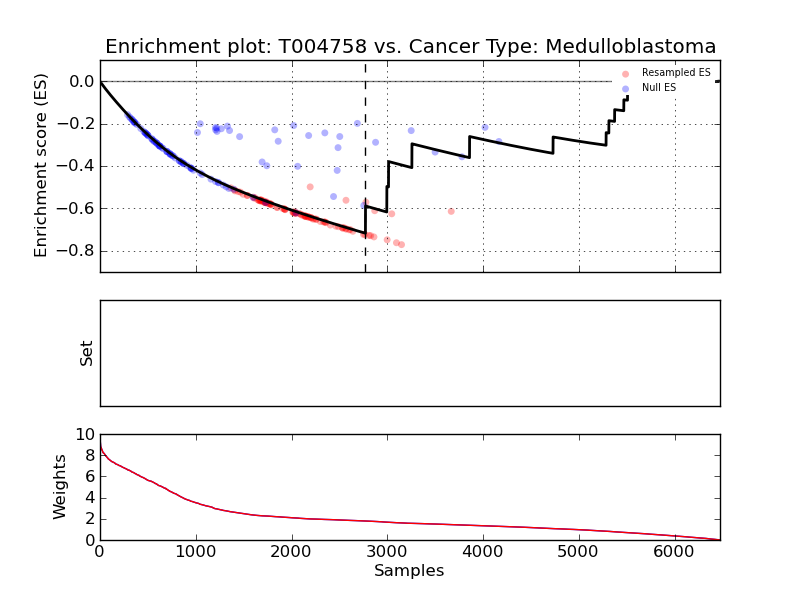 Enrichment plot: T004758 vs. Cancer Type: Medulloblastoma
Enrichment score (ES)
0.0
−0.2
−0.4
−0.6
−0.8
Resampled ES
Null ES
Set
Weights
10
8
6
4
2
0
0 1000 2000 3000 4000 5000 6000
Samples